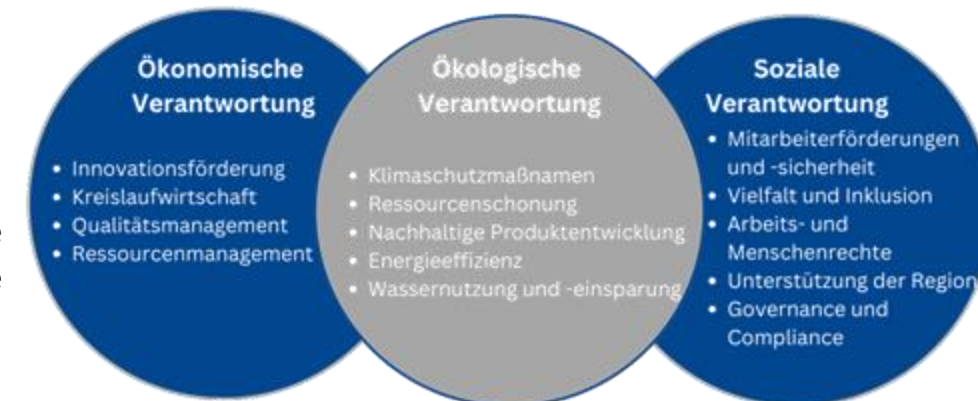 Ökonomische
Verantwortung
• Innovationsförderung
• Kreislaufwirtschaft
• Qualitätsmanagement
• Ressourcenmanagement
Ökologische
Verantwortung
• Klimaschutzmaßnamen
• Ressourcenschonung
• Nachhaltige Produktentwicklung
• Energieeffizienz
• Wassernutzung und -einsparung
Soziale
Verantwortung
• Mitarbeiterförderungen
und -sicherheit
• Vielfalt und Inklusion
• Arbeits- und
Menschenrechte
• Unterstützung der Region
• Governance und
Compliance